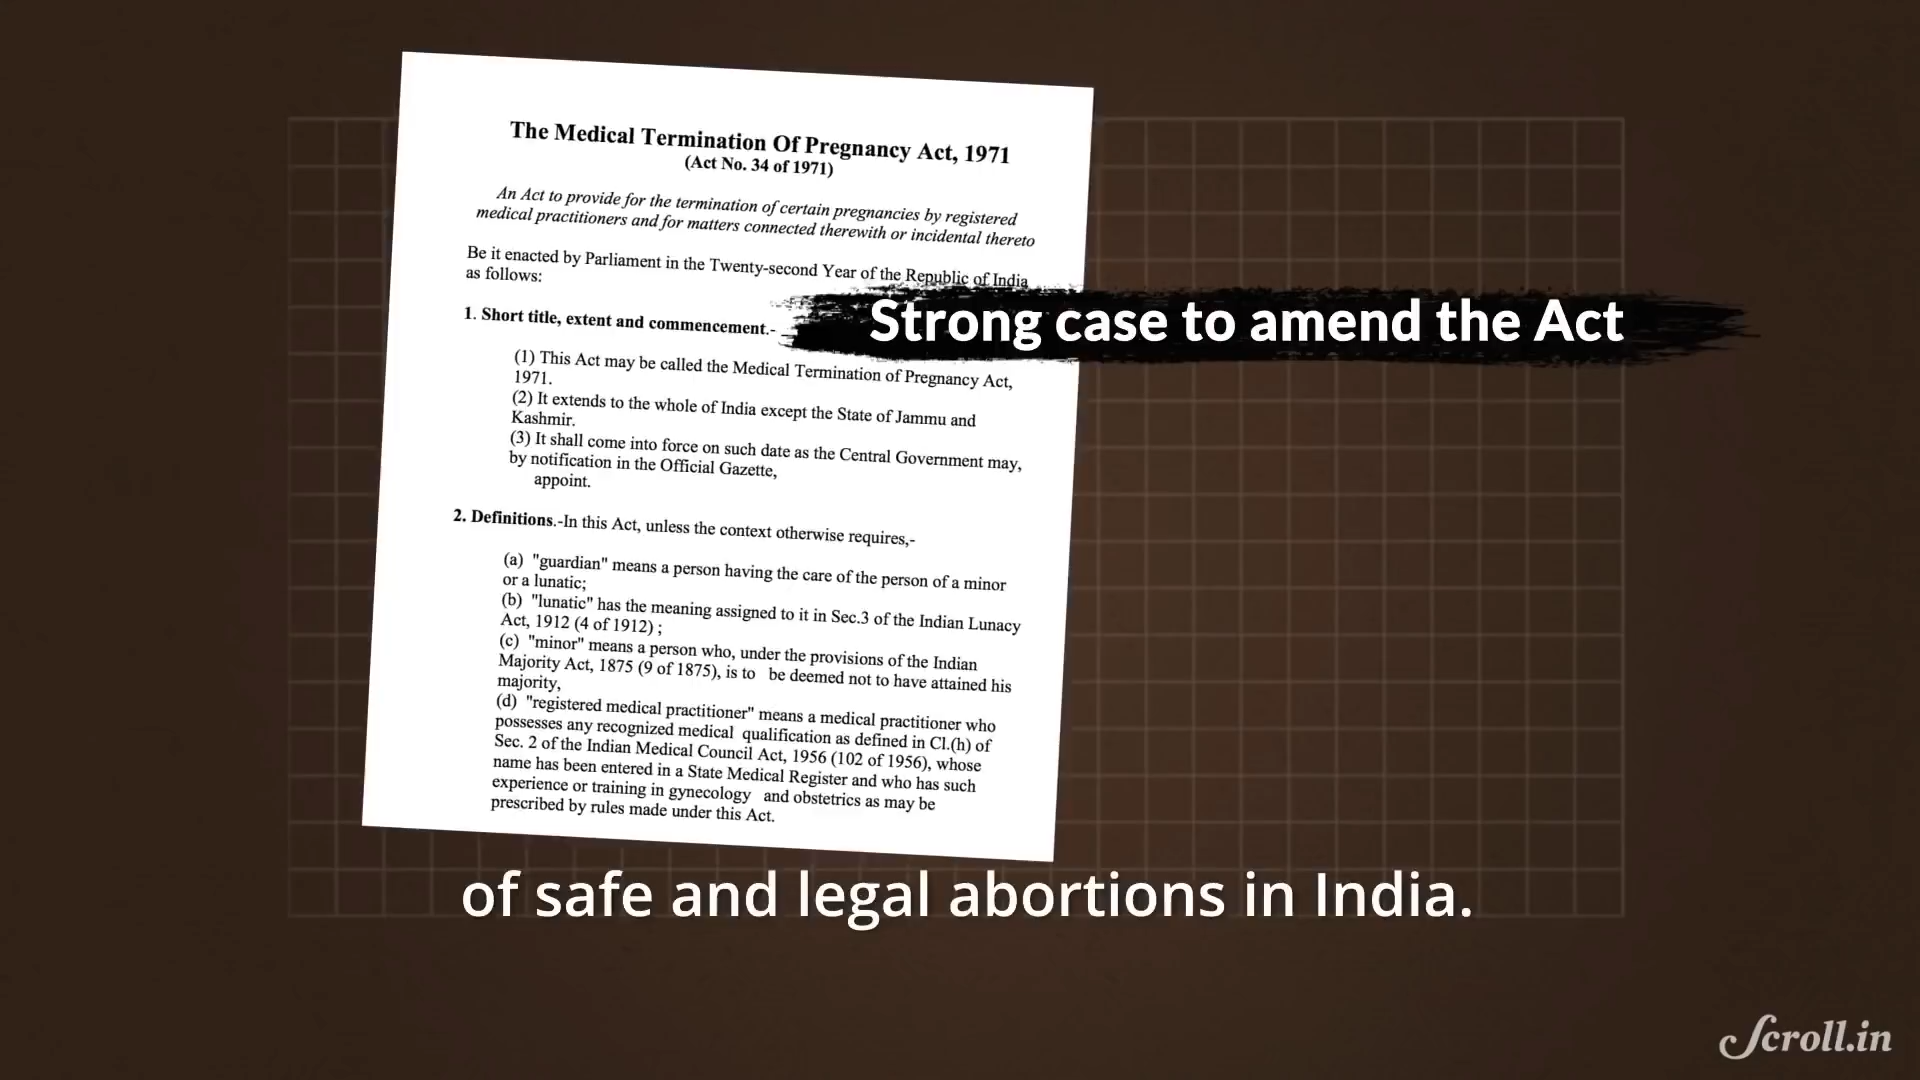 The Medical Termination Of Pregnancy Act, 1971
(Act No. 34 of 1971)
An Act to provide for the termination of certain pregnancies by registered
medical practitioners and for matters connected therewith or incidental thereto
Be it enacted by Parliament in the Twenty-second Year of the Republic of India
as follows:
1. Short title, extent and commencement.-
Strong case to amend the Act
(1) This Act may be called the Medical Termination of Pregnancy Act,
1971.
(2) It extends to the whole of India except the State of Jammu and
Kashmir.
(3) It shall come into force on such date as the Central Government may,
by notification in the Official Gazette,
appoint.
2. Definitions.-In this Act, unless the context otherwise requires,-
(a) "guardian" means a person having the care of the person of a minor
or a lunatic;
(b) "lunatic" has the meaning assigned to it in Sec.3 of the Indian Lunacy
Act, 1912 (4 of 1912) ;
(c) "minor" means a person who, under the provisions of the Indian
Majority Act, 1875 (9 of 1875), is to be deemed not to have attained his
majority,
(d) "registered medical practitioner" means a medical practitioner who
possesses any recognized medical qualification as defined in Cl.(h) of
Sec. 2 of the Indian Medical Council Act, 1956 (102 of 1956), whose
name has been entered in a State Medical Register and who has such
experience or training in gynecology and obstetrics as may be
prescribed by rules made under this Act.
of safe and legal abortions in India.
Scroll.in